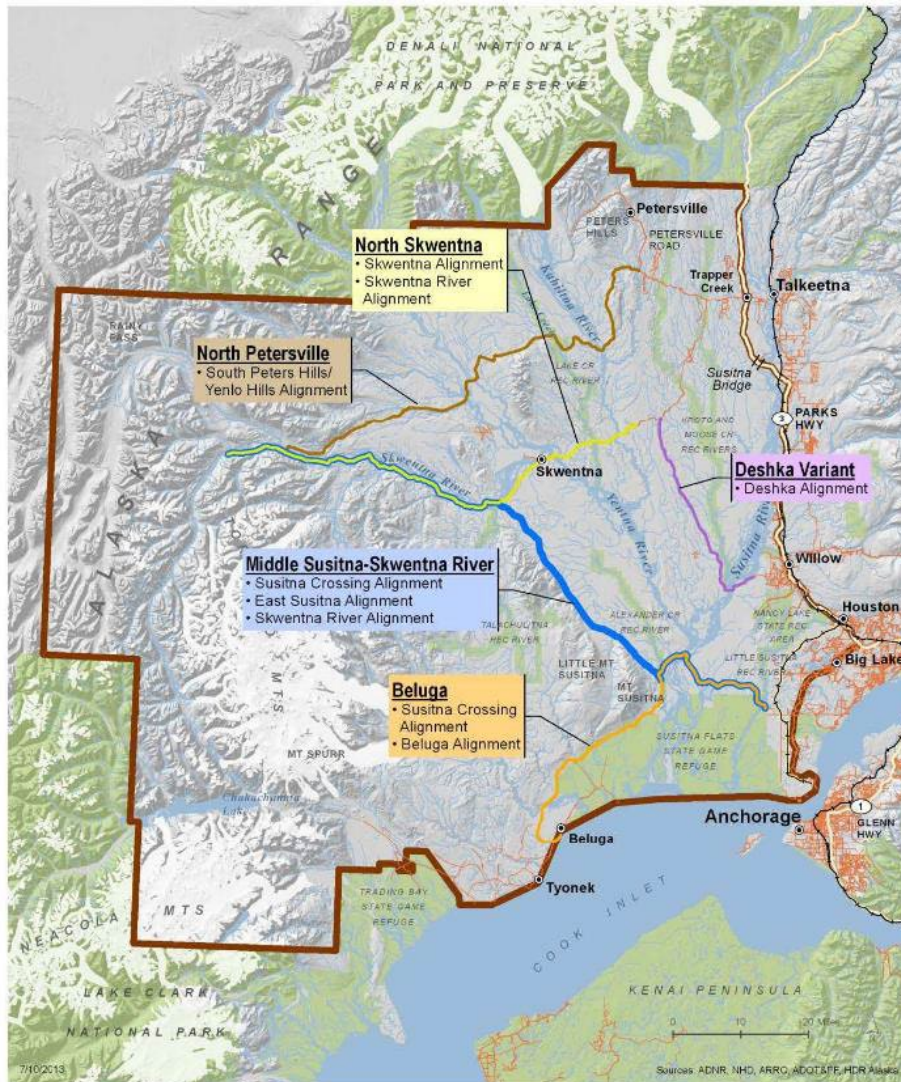 DENALI NATIONAL
PARK AND PRESERVE
RANGE
Petersville
PETERS
HILLS
PETERSVILLE
ROAD
North Skwentna
• Skwentna Alignment
• Skwentna River
Alignment
Kahiltna River
Lake Creek
Trapper
Creek
Talkeetna
RAINY
PASS
North Petersville
• South Peters Hills/
Yenlo Hills Alignment
LAKE CR
REC RIVER
Susitna
Bridge
3
PARKS
HWY
KROTO AND
MOOSE CR
REC RIVERS
ALASKA
Skwentna River
Skwentna
Deshka Variant
• Deshka Alignment
Yentna River
Susitna River
Middle Susitna-Skwentna River
• Susitna Crossing Alignment
• East Susitna Alignment
• Skwentna River Alignment
Willow
TALACHULITNA
REC RIVER
ALEXANDER CR
REC RIVER
NANCY LAKE
STATE REC
AREA
Houston
Big Lake
LITTLE SUSITNA
REC RIVER
LITTLE MT
SUSITNA
MT
SUSITNA
Beluga
• Susitna Crossing
Alignment
• Beluga Alignment
MTS
MT SPURR
SUSITNA FLATS
STATE GAME
REFUGE
Chakachamna
Lake
Anchorage
1
GLENN
HWY
Beluga
Tyonek
TRADING BAY
STATE GAME
REFUGE
COOK INLET
NEACOLA
MTS
LAKE CLARK
NATIONAL PARK
KENAI PENINSULA
0 10 20 Miles
7/10/2013
Sources: ADNR, NHD, ARRC, ADOT&PF, HDR Alaska